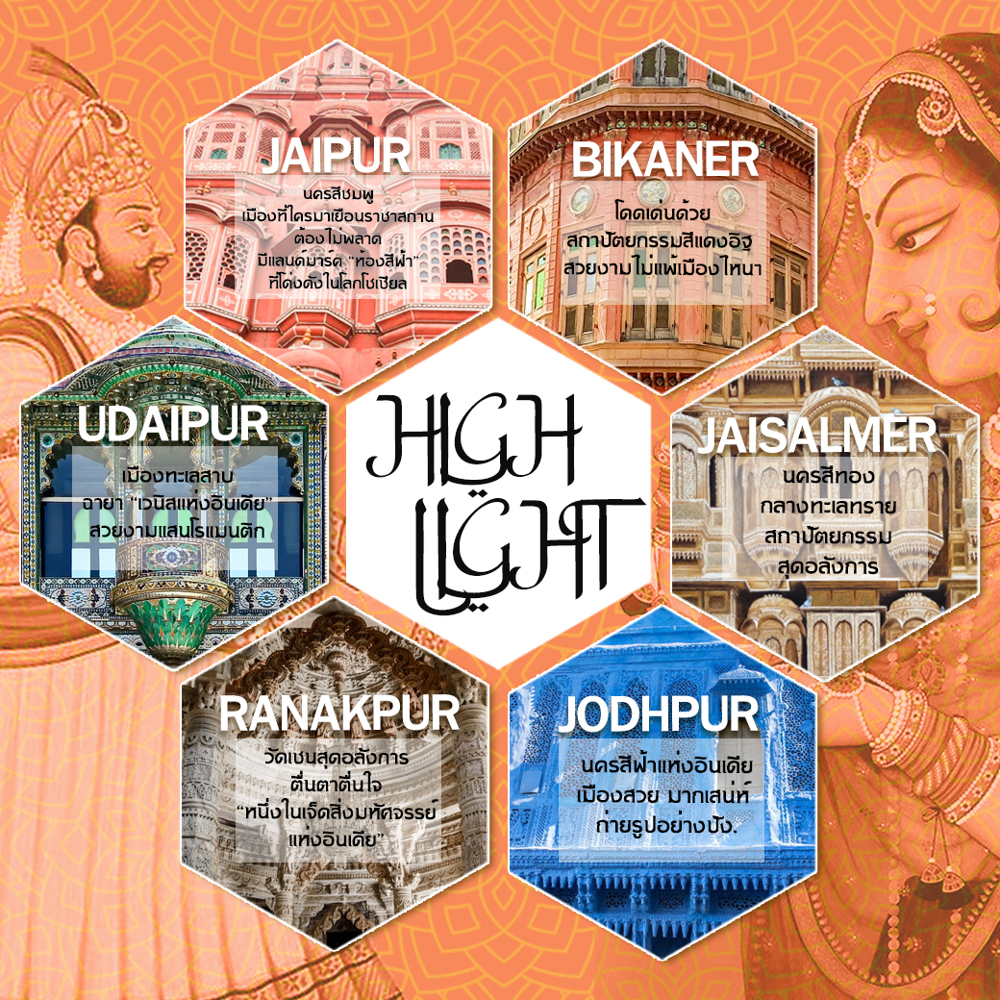 JAIPUR
นครสีชมพู
เมืองที่ใครมาเยือนราชาสถาน
ต้องไม่พลาด
มีแลนด์มาร์ค “ห้องสีฟ้า”
ที่โด่งดังในโลกโซเชียล
BIKANER
โดดเด่นด้วย
สถาปัตยกรรมสีแดงอิฐ
สวยงามไม่แพ้เมืองไหนๆ
UDAIPUR
เมืองทะเลสาบ
ฉายา “เวนิสแห่งอินเดีย”
สวยงามแสนโรแมนติก
HIGH
LIGHT
JAISALMER
นครสีทอง
กลางทะเลทราย
สถาปัตยกรรม
สุดอลังการ
RANAKPUR
วัดเชนสุดอลังการ
ตื่นตาตื่นใจ
“หนึ่งในเจ็ดสิ่งมหัศจรรย์
แห่งอินเดีย”
JODHPUR
นครสีฟ้าแห่งอินเดีย
เมืองสวย มากเสน่ห์
ถ่ายรูปอย่างปัง.